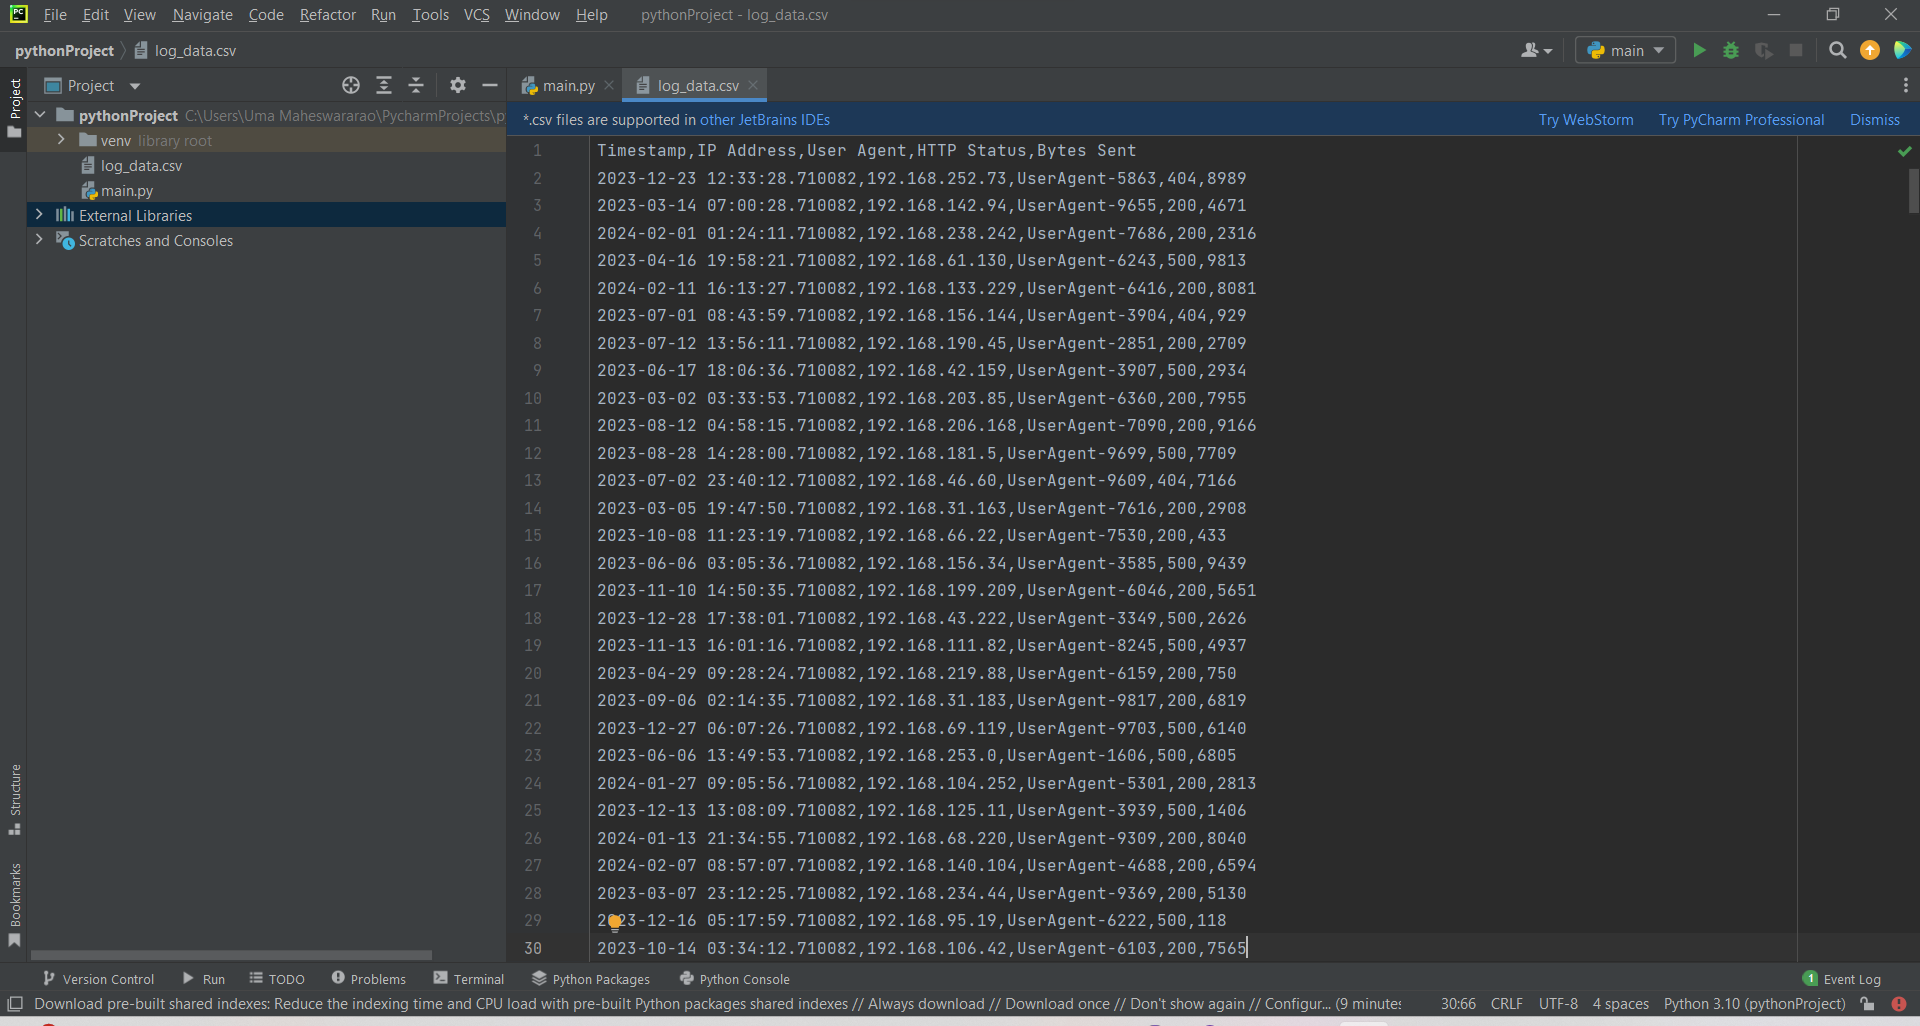 PC File Edit View Navigate Code Refactor Run Tools VCS Window Help pythonProject - log_data.csv
pythonProject log_data.csv main
Project main.py log_data.csv
*.csv files are supported in other JetBrains IDEs Try WebStorm Try PyCharm Professional Dismiss
Project
pythonProject C:\Users\Uma Maheswararao\PycharmProjects\p
venv library root
log_data.csv
main.py
External Libraries
Scratches and Consoles
Structure
Bookmarks
1 Timestamp,IP Address,User Agent,HTTP Status,Bytes Sent
2 2023-12-23 12:33:28.710082,192.168.252.73,UserAgent-5863,404,8989
3 2023-03-14 07:00:28.710082,192.168.142.94,UserAgent-9655,200,4671
4 2024-02-01 01:24:11.710082,192.168.238.242,UserAgent-7686,200,2316
5 2023-04-16 19:58:21.710082,192.168.61.130,UserAgent-6243,500,9813
6 2024-02-11 16:13:27.710082,192.168.133.229,UserAgent-6416,200,8081
7 2023-07-01 08:43:59.710082,192.168.156.144,UserAgent-3904,404,929
8 2023-07-12 13:56:11.710082,192.168.190.45,UserAgent-2851,200,2709
9 2023-06-17 18:06:36.710082,192.168.42.159,UserAgent-3907,500,2934
10 2023-03-02 03:33:53.710082,192.168.203.85,UserAgent-6360,200,7955
11 2023-08-12 04:58:15.710082,192.168.206.168,UserAgent-7090,200,9166
12 2023-08-28 14:28:00.710082,192.168.181.5,UserAgent-9699,500,7709
13 2023-07-02 23:40:12.710082,192.168.46.60,UserAgent-9609,404,7166
14 2023-03-05 19:47:50.710082,192.168.31.163,UserAgent-7616,200,2908
15 2023-10-08 11:23:19.710082,192.168.66.22,UserAgent-7530,200,433
16 2023-06-06 03:05:36.710082,192.168.156.34,UserAgent-3585,500,9439
17 2023-11-10 14:50:35.710082,192.168.199.209,UserAgent-6046,200,5651
18 2023-12-28 17:38:01.710082,192.168.43.222,UserAgent-3349,500,2626
19 2023-11-13 16:01:16.710082,192.168.111.82,UserAgent-8245,500,4937
20 2023-04-29 09:28:24.710082,192.168.219.88,UserAgent-6159,200,750
21 2023-09-06 02:14:35.710082,192.168.31.183,UserAgent-9817,200,6819
22 2023-12-27 06:07:26.710082,192.168.69.119,UserAgent-9703,500,6140
23 2023-06-06 13:49:53.710082,192.168.253.0,UserAgent-1606,500,6805
24 2024-01-27 09:05:56.710082,192.168.104.252,UserAgent-5301,200,2813
25 2023-12-13 13:08:09.710082,192.168.125.11,UserAgent-3939,500,1406
26 2024-01-13 21:34:55.710082,192.168.68.220,UserAgent-9309,200,8040
27 2024-02-07 08:57:07.710082,192.168.140.104,UserAgent-4688,200,6594
28 2023-03-07 23:12:25.710082,192.168.234.44,UserAgent-9369,200,5130
29 2023-12-16 05:17:59.710082,192.168.95.19,UserAgent-6222,500,118
30 2023-10-14 03:34:12.710082,192.168.106.42,UserAgent-6103,200,7565
Version Control Run TODO Problems Terminal Python Packages Python Console 1 Event Log
Download pre-built shared indexes: Reduce the indexing time and CPU load with pre-built Python packages shared indexes // Always download // Download once // Don't show again // Configur... (9 minutes 30:66 CRLF UTF-8 4 spaces Python 3.10 (pythonProject)